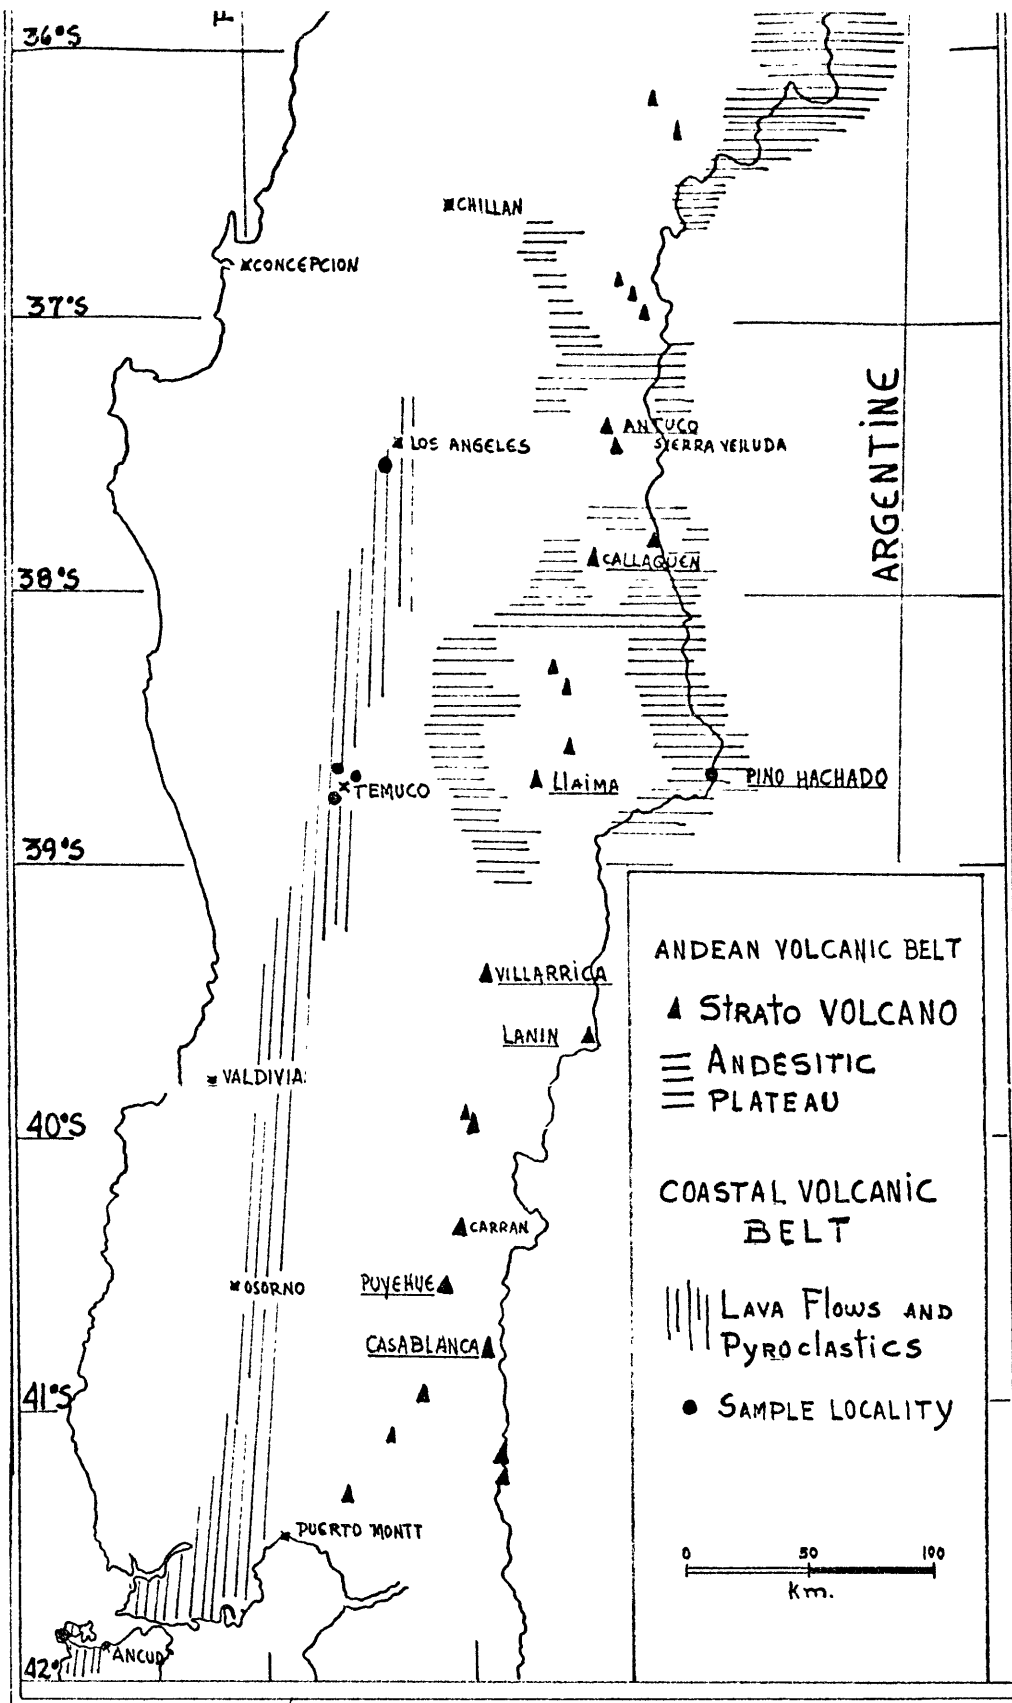 36°S
CHILLAN
CONCEPCION
37°S
ARGENTINE
ANTUCO
LOS ANGELES
SIERRA VELLUDA
CALLAQUEN
38°S
LLAIMA
PINO HACHADO
TEMUCO
39°S
ANDEAN VOLCANIC BELT
VILLARRICA
STRATO VOLCANO
LANIN
ANDESITIC
PLATEAU
VALDIVIA
40°S
COASTAL VOLCANIC
BELT
CARRAN
PUYEHUE
OSORNO
LAVA FLOWS AND
PYROCLASTICS
CASABLANCA
41°S
SAMPLE LOCALITY
PUERTO MONTT
0 50 100
Km.
ANCUD
42°